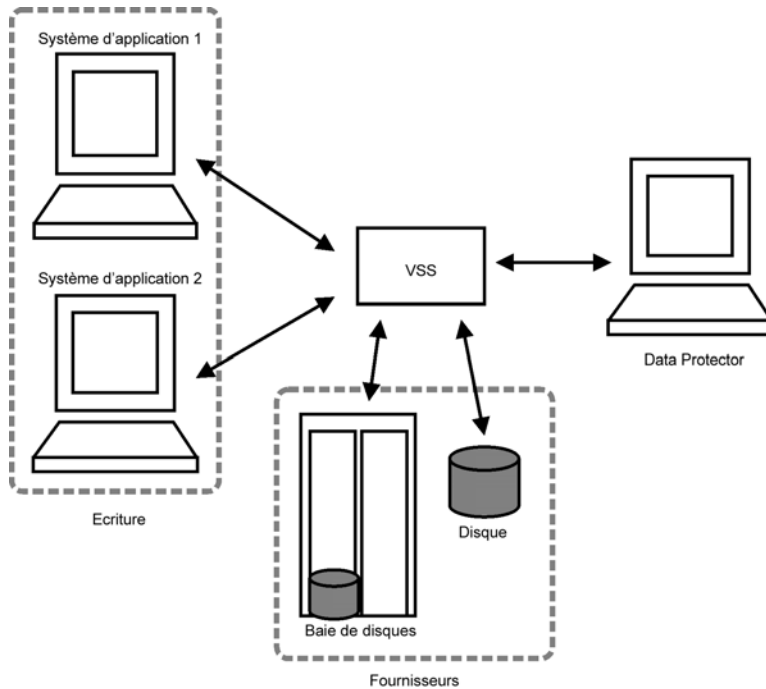 Système d'application 1
Système d'application 2
Ecriture
VSS
Data Protector
Disque
Baie de disques
Fournisseurs